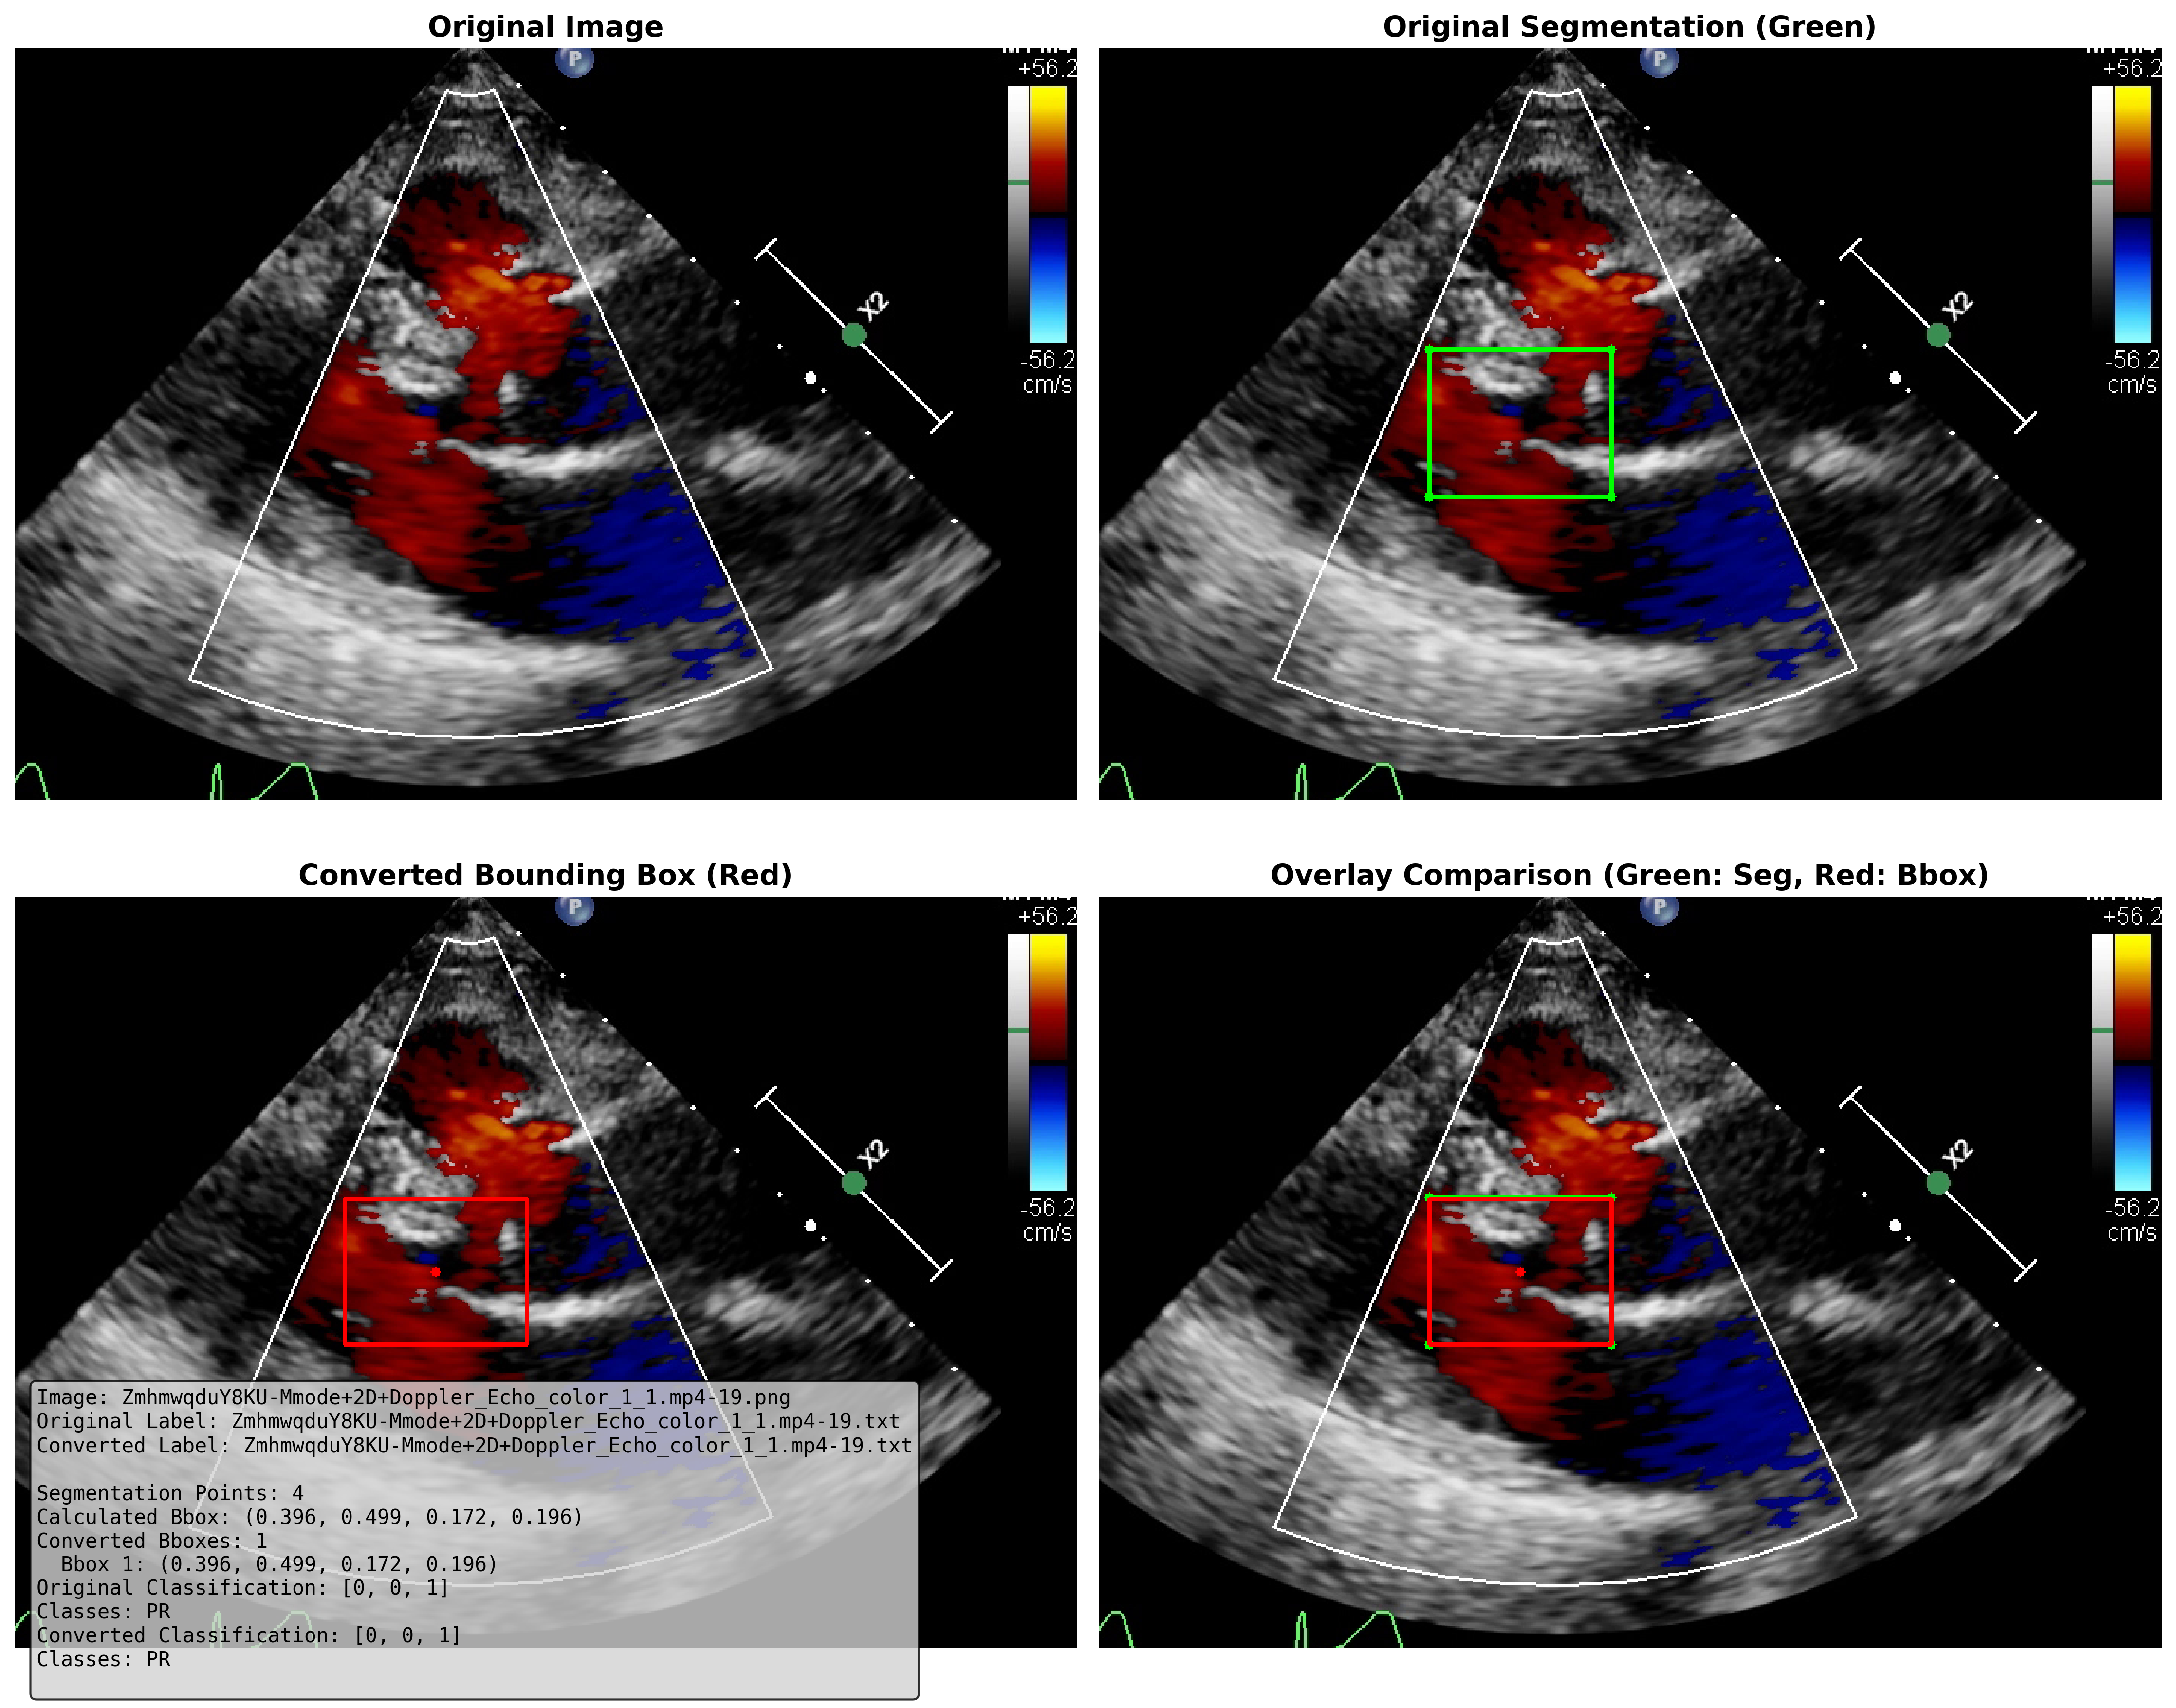 Original Image
P
+56.2
-56.2
cm/s
X2
Original Segmentation (Green)
P
+56.2
-56.2
cm/s
X2
Converted Bounding Box (Red)
P
+56.2
-56.2
cm/s
X2
Image: ZmhmwqduY8KU-Mmode+2D+Doppler_Echo_color_1_1.mp4-19.png
Original Label: ZmhmwqduY8KU-Mmode+2D+Doppler_Echo_color_1_1.mp4-19.txt
Converted Label: ZmhmwqduY8KU-Mmode+2D+Doppler_Echo_color_1_1.mp4-19.txt
Segmentation Points: 4
Calculated Bbox: (0.396, 0.499, 0.172, 0.196)
Converted Bboxes: 1
Bbox 1: (0.396, 0.499, 0.172, 0.196)
Original Classification: [0, 0, 1]
Classes: PR
Converted Classification: [0, 0, 1]
Classes: PR
Overlay Comparison (Green: Seg, Red: Bbox)
P
+56.2
-56.2
cm/s
X2